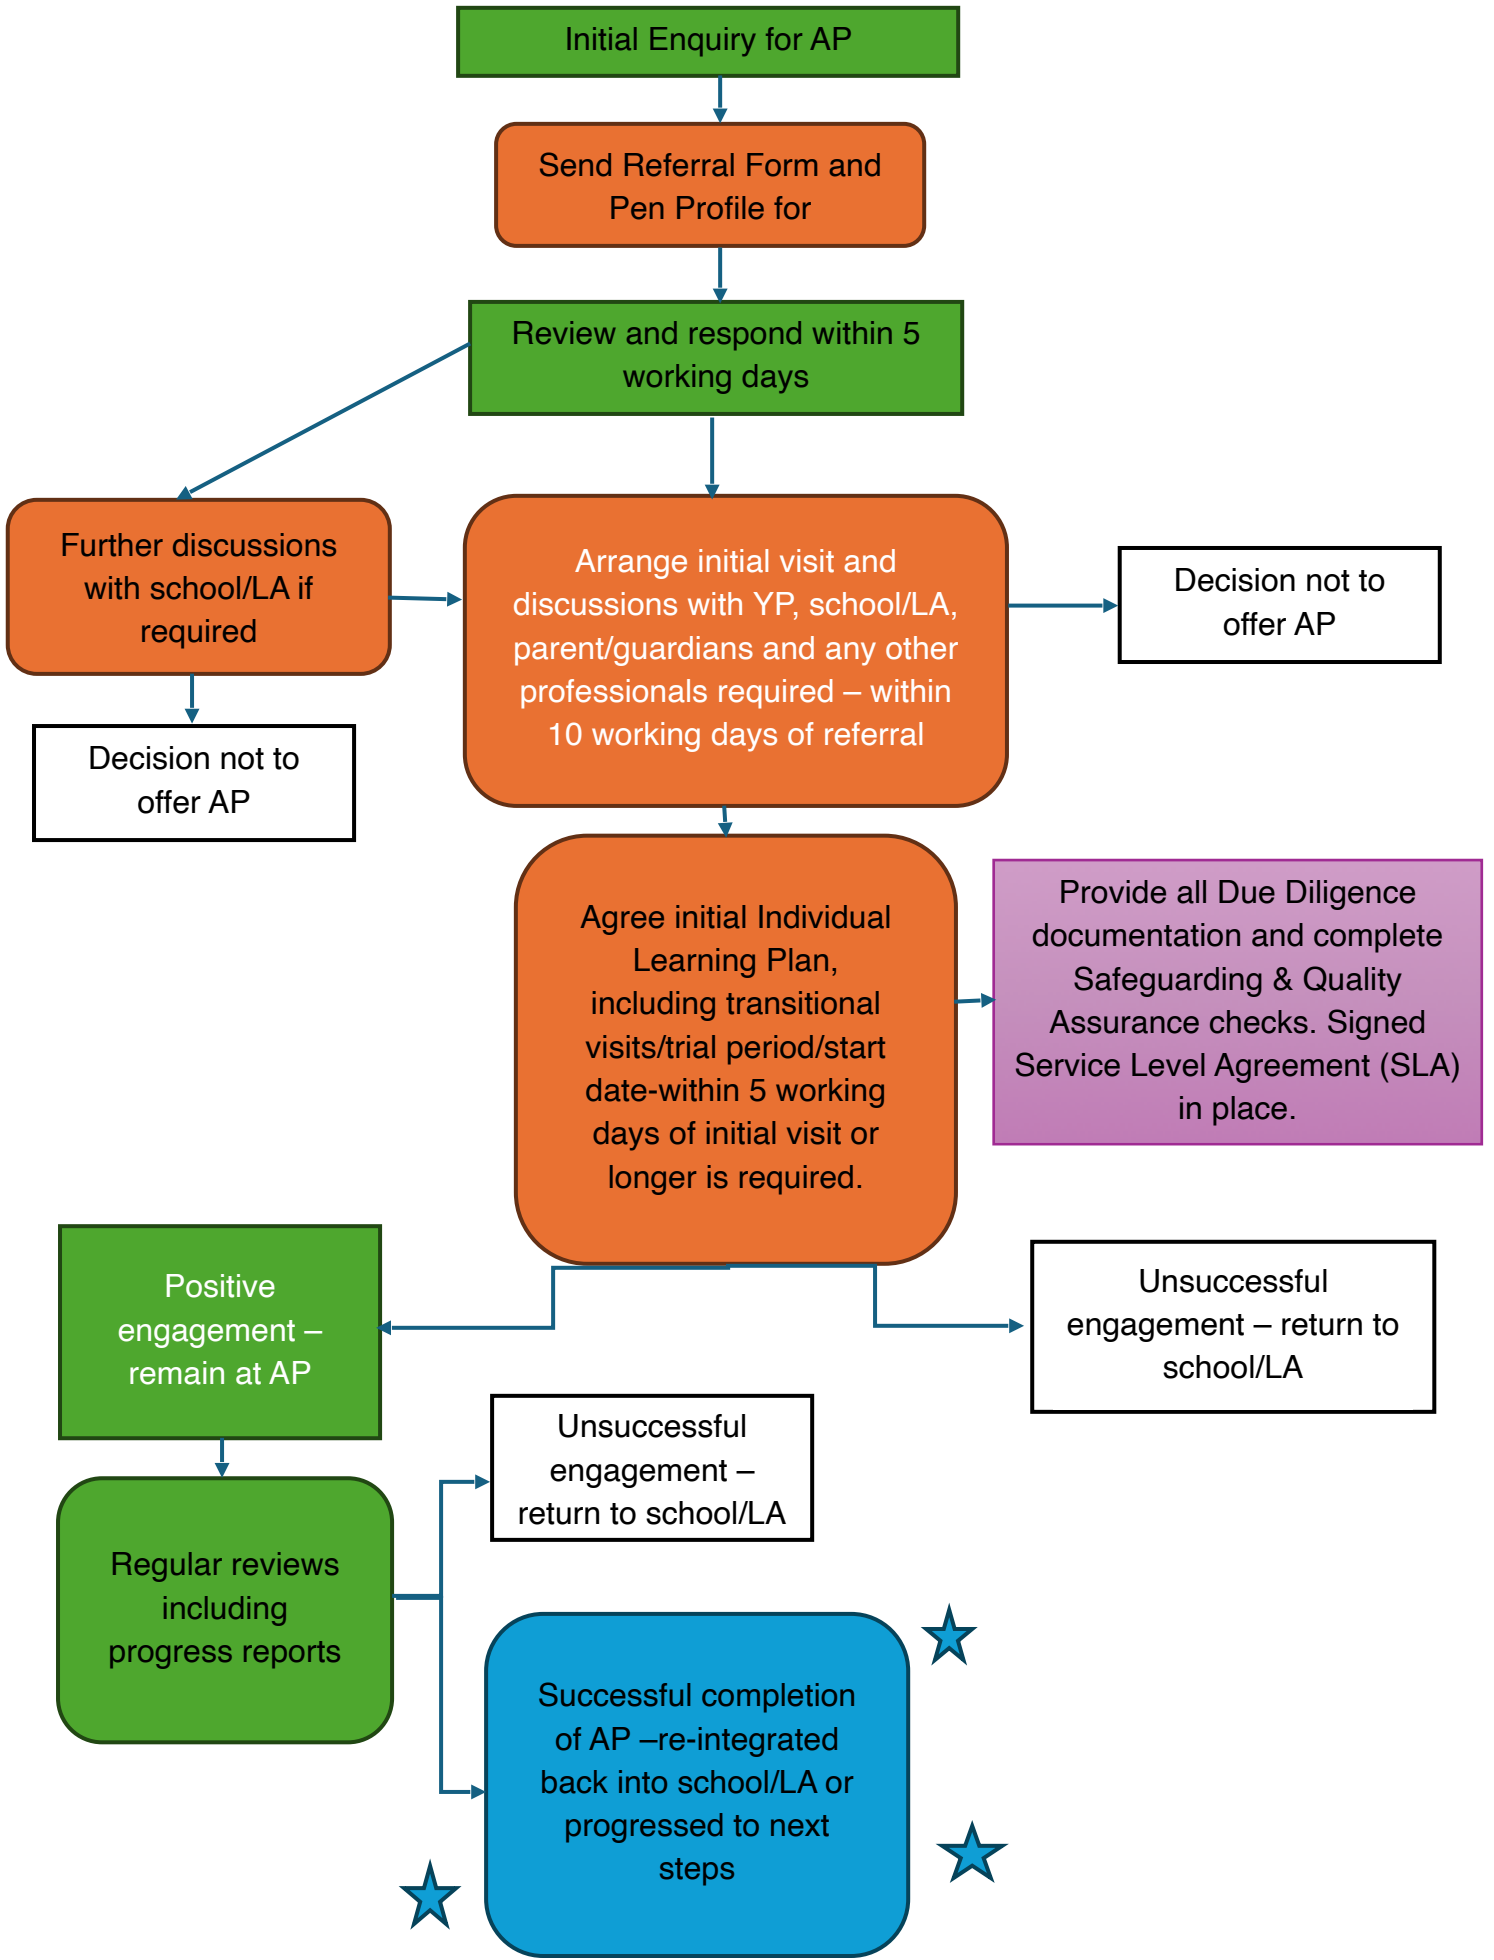 Initial Enquiry for AP
Send Referral Form and
Pen Profile for
Review and respond within 5
working days
Further discussions
with school/LA if
required
Arrange initial visit and
discussions with YP, school/LA,
parent/guardians and any other
professionals required – within
10 working days of referral
Decision not to
offer AP
Decision not to
offer AP
Agree initial Individual
Learning Plan,
including transitional
visits/trial period/start
date-within 5 working
days of initial visit or
longer is required.
Provide all Due Diligence
documentation and complete
Safeguarding & Quality
Assurance checks. Signed
Service Level Agreement (SLA)
in place.
Positive
engagement –
remain at AP
Unsuccessful
engagement – return to
school/LA
Unsuccessful
engagement –
return to school/LA
Regular reviews
including
progress reports
Successful completion
of AP –re-integrated
back into school/LA or
progressed to next
steps